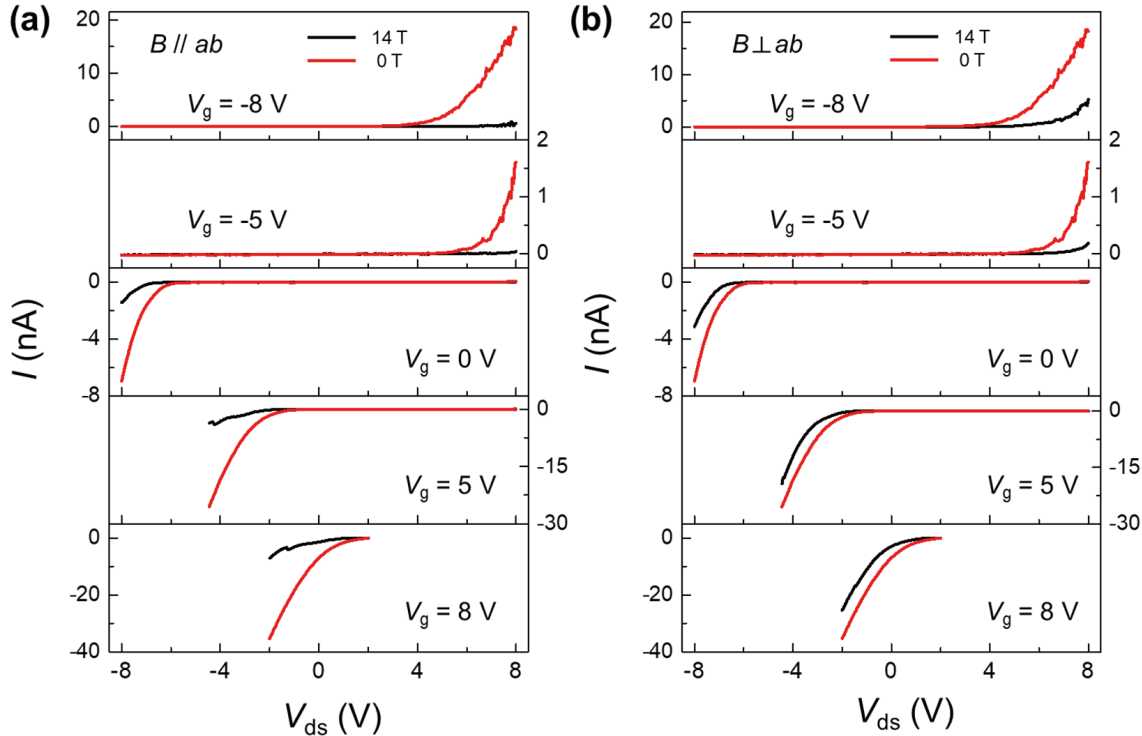 (a)
B // ab
14 T
0 T
20
10
0
V_g = -8 V
2
1
0
V_g = -5 V
0
-4
-8
V_g = 0 V
0
-15
-30
V_g = 5 V
0
-20
-40
V_g = 8 V
-8 -4 0 4 8
I (nA)
V_ds (V)
(b)
B⊥ab
14 T
0 T
20
10
0
V_g = -8 V
2
1
0
V_g = -5 V
0
-4
-8
V_g = 0 V
0
-15
-30
V_g = 5 V
0
-20
-40
V_g = 8 V
-8 -4 0 4 8
I (nA)
V_ds (V)